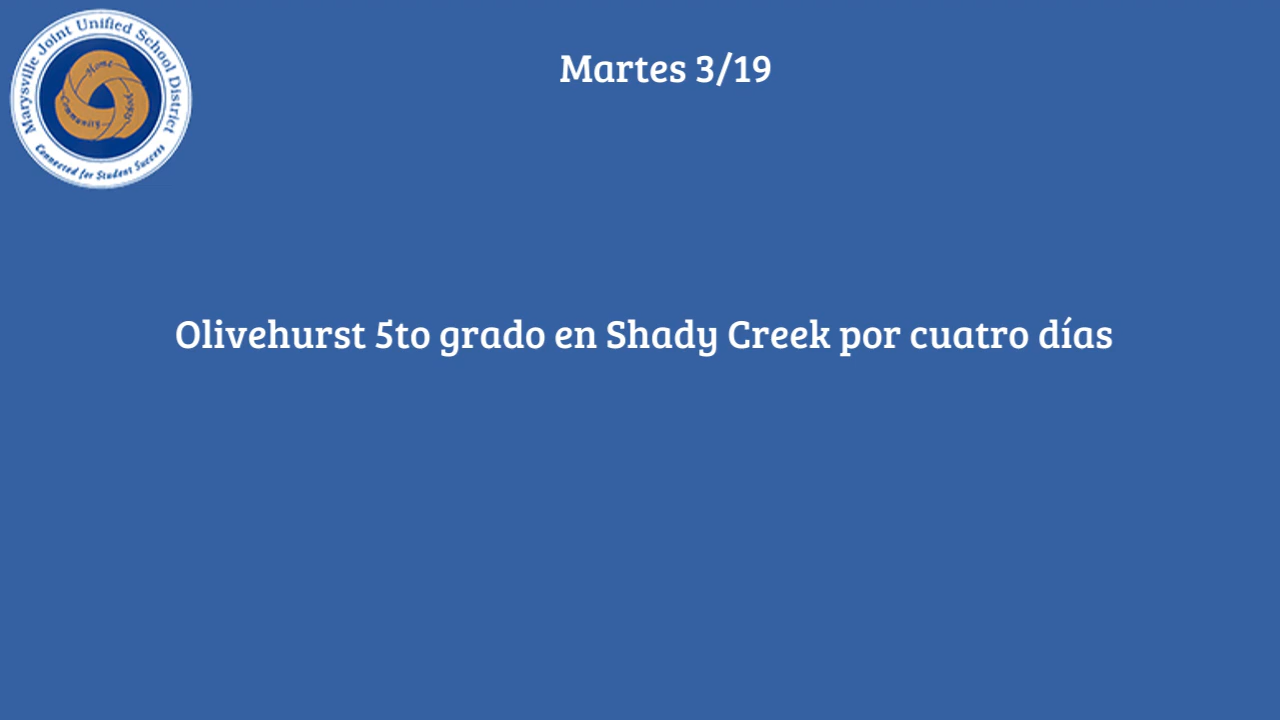 Marysville Joint Unified School District
Home
Community
School
Connected for Student Success
Martes 3/19
Olivehurst 5to grado en Shady Creek por cuatro días